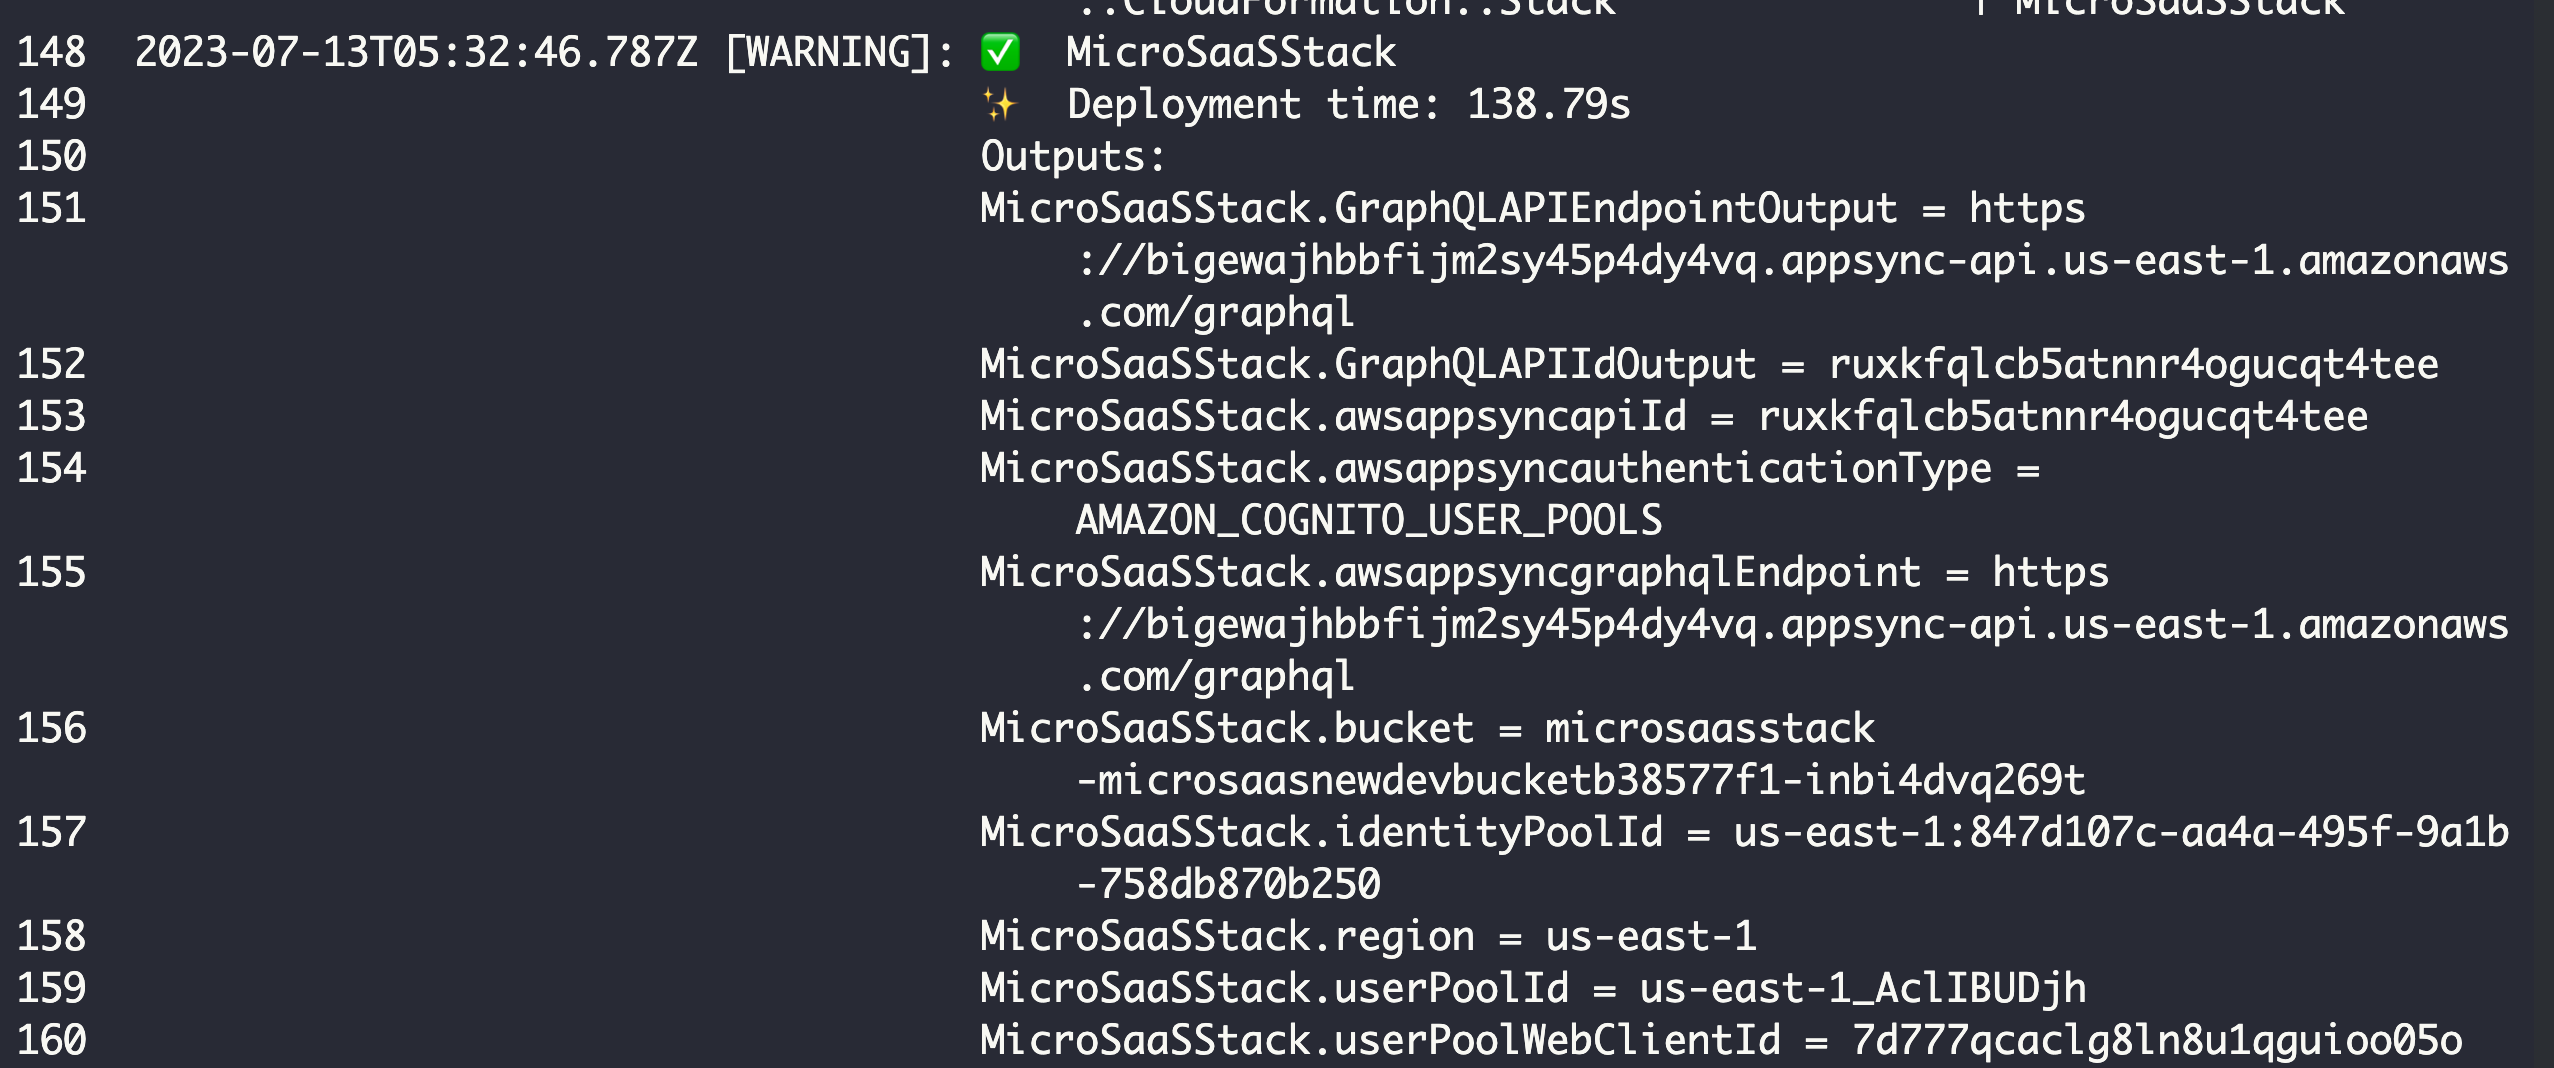 ::CloudFormation::Stack | MicroSaaSStack
148 2023-07-13T05:32:46.787Z [WARNING]: ✅ MicroSaaSStack
149 ✨ Deployment time: 138.79s
150 Outputs:
151 MicroSaaSStack.GraphQLAPIEndpointOutput = https
://bigewajhbbfijm2sy45p4dy4vq.appsync-api.us-east-1.amazonaws
.com/graphql
152 MicroSaaSStack.GraphQLAPIIdOutput = ruxkfqlcb5atnnr4ogucqt4tee
153 MicroSaaSStack.awsappsyncapiId = ruxkfqlcb5atnnr4ogucqt4tee
154 MicroSaaSStack.awsappsyncauthenticationType =
AMAZON_COGNITO_USER_POOLS
155 MicroSaaSStack.awsappsyncgraphqlEndpoint = https
://bigewajhbbfijm2sy45p4dy4vq.appsync-api.us-east-1.amazonaws
.com/graphql
156 MicroSaaSStack.bucket = microsaasstack
-microsaasnewdevbucketb38577f1-inbi4dvq269t
157 MicroSaaSStack.identityPoolId = us-east-1:847d107c-aa4a-495f-9a1b
-758db870b250
158 MicroSaaSStack.region = us-east-1
159 MicroSaaSStack.userPoolId = us-east-1_AclIBUDjh
160 MicroSaaSStack.userPoolWebClientId = 7d777qcaclg8ln8u1qguioo05o